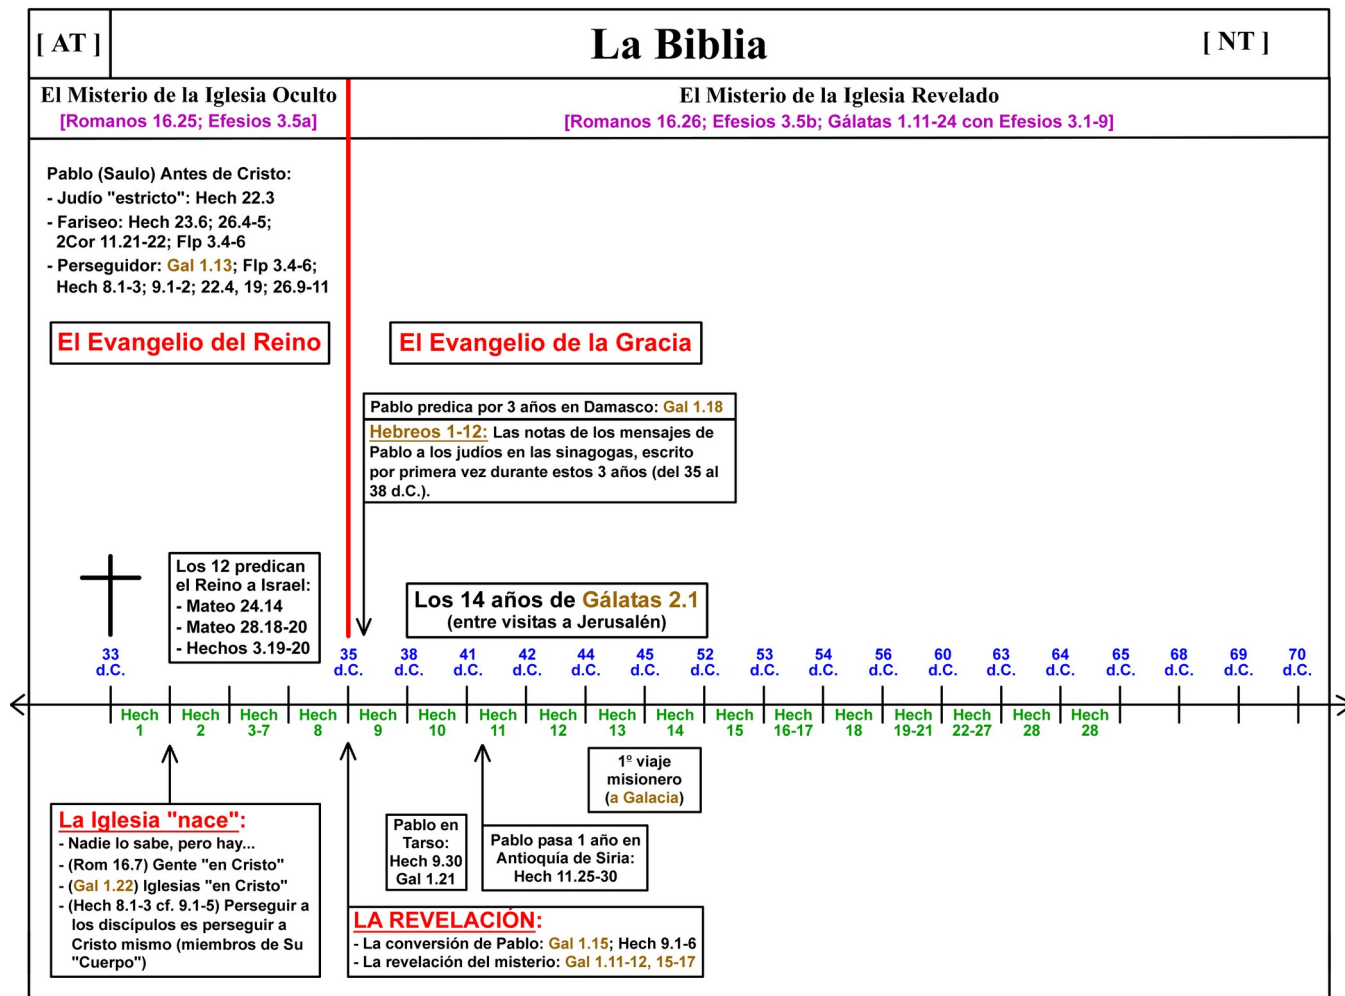 [ AT ]
La Biblia
[ NT ]
El Misterio de la Iglesia Oculto
[Romanos 16.25; Efesios 3.5a]
El Misterio de la Iglesia Revelado
[Romanos 16.26; Efesios 3.5b; Gálatas 1.11-24 con Efesios 3.1-9]
Pablo (Saulo) Antes de Cristo:
- Judío "estricto": Hech 22.3
- Fariseo: Hech 23.6; 26.4-5;
2Cor 11.21-22; Flp 3.4-6
- Perseguidor: Gal 1.13; Flp 3.4-6;
Hech 8.1-3; 9.1-2; 22.4, 19; 26.9-11
El Evangelio del Reino
El Evangelio de la Gracia
Pablo predica por 3 años en Damasco: Gal 1.18
Hebreos 1-12: Las notas de los mensajes de
Pablo a los judíos en las sinagogas, escrito
por primera vez durante estos 3 años (del 35 al
38 d.C.).
Los 12 predican
el Reino a Israel:
- Mateo 24.14
- Mateo 28.18-20
- Hechos 3.19-20
Los 14 años de Gálatas 2.1
(entre visitas a Jerusalén)
33 35 38 41 42 44 45 52 53 54 56 60 63 64 65 68 69 70
d.C. d.C. d.C. d.C. d.C. d.C. d.C. d.C. d.C. d.C. d.C. d.C. d.C. d.C. d.C. d.C. d.C. d.C.
Hech Hech Hech Hech Hech Hech Hech Hech Hech Hech Hech Hech Hech Hech Hech Hech Hech
1 2 3-7 8 9 10 11 12 13 14 15 16-17 18 19-21 22-27 28 28
1º viaje
misionero
(a Galacia)
La Iglesia "nace":
- Nadie lo sabe, pero hay...
- (Rom 16.7) Gente "en Cristo"
- (Gal 1.22) Iglesias "en Cristo"
- (Hech 8.1-3 cf. 9.1-5) Perseguir a
los discípulos es perseguir a
Cristo mismo (miembros de Su
"Cuerpo")
Pablo en
Tarso:
Hech 9.30
Gal 1.21
Pablo pasa 1 año en
Antioquía de Siria:
Hech 11.25-30
LA REVELACIÓN:
- La conversión de Pablo: Gal 1.15; Hech 9.1-6
- La revelación del misterio: Gal 1.11-12, 15-17